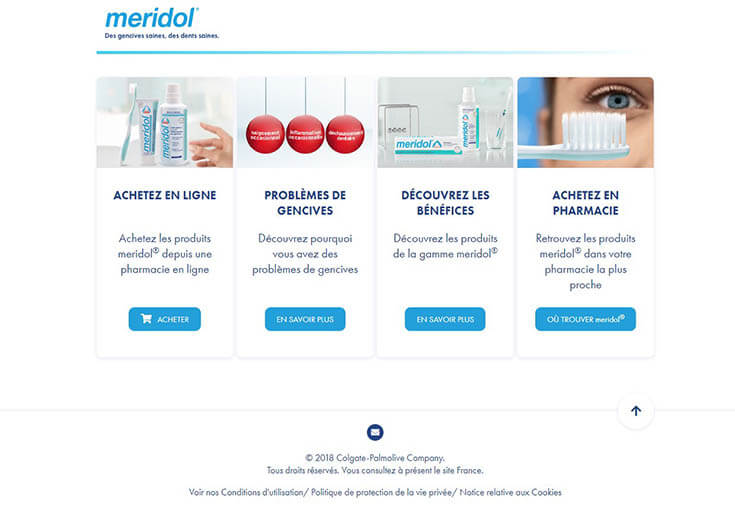 meridol®
Des gencives saines, des dents saines.
meridol
meridol
inflammation
occasionnelle
meridol
ACHETEZ EN LIGNE
Achetez les produits
meridol® depuis une
pharmacie en ligne
ACHETER
PROBLÈMES DE
GENCIVES
Découvrez pourquoi
vous avez des
problèmes de gencives
EN SAVOIR PLUS
DÉCOUVREZ LES
BÉNÉFICES
Découvrez les produits
de la gamme meridol®
EN SAVOIR PLUS
ACHETEZ EN
PHARMACIE
Retrouvez les produits
meridol® dans votre
pharmacie la plus
proche
OÙ TROUVER meridol®
© 2018 Colgate-Palmolive Company.
Tous droits réservés. Vous consultez à présent le site France.
Voir nos Conditions d'utilisation/ Politique de protection de la vie privée/ Notice relative aux Cookies